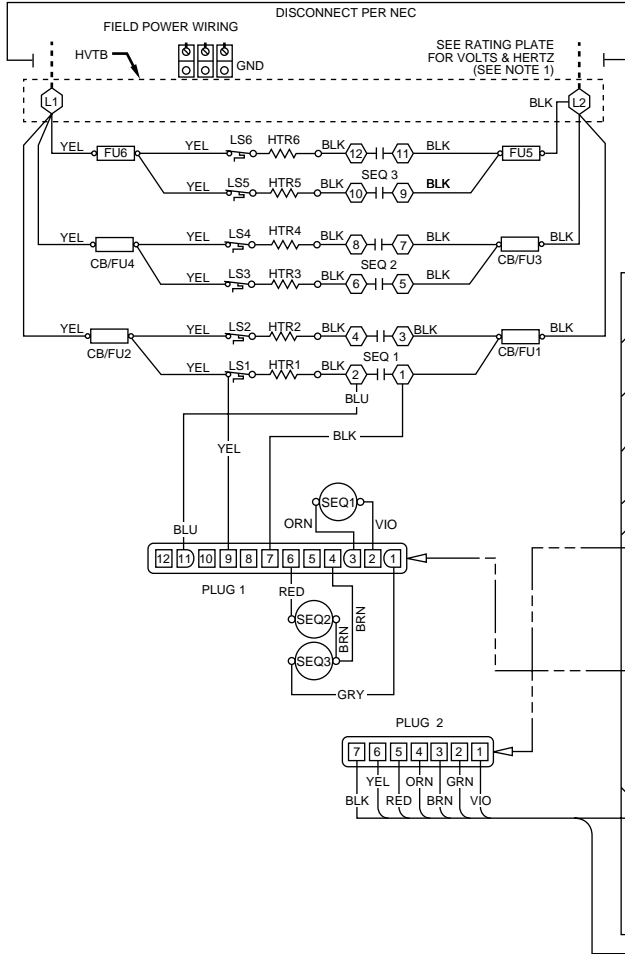 DISCONNECT PER NEC
FIELD POWER WIRING
HVTB
GND
SEE RATING PLATE
FOR VOLTS & HERTZ
(SEE NOTE 1)
L1
BLK
L2
YEL
FU6
YEL
LS6
HTR6
BLK
12
11
BLK
FU5
YEL
LS5
HTR5
BLK
SEQ 3
10
9
BLK
YEL
CB/FU4
YEL
LS4
HTR4
BLK
8
7
BLK
CB/FU3
BLK
YEL
LS3
HTR3
BLK
SEQ 2
6
5
BLK
YEL
CB/FU2
YEL
LS2
HTR2
BLK
4
3
BLK
CB/FU1
BLK
YEL
LS1
HTR1
BLK
SEQ 1
2
1
BLU
BLK
YEL
SEQ1
ORN
VIO
BLU
12 11 10 9 8 7 6 5 4 3 2 1
PLUG 1
RED
SEQ2
BRN
BRN
SEQ3
GRY
PLUG 2
7 6 5 4 3 2 1
YEL ORN GRN
BLK RED BRN VIO